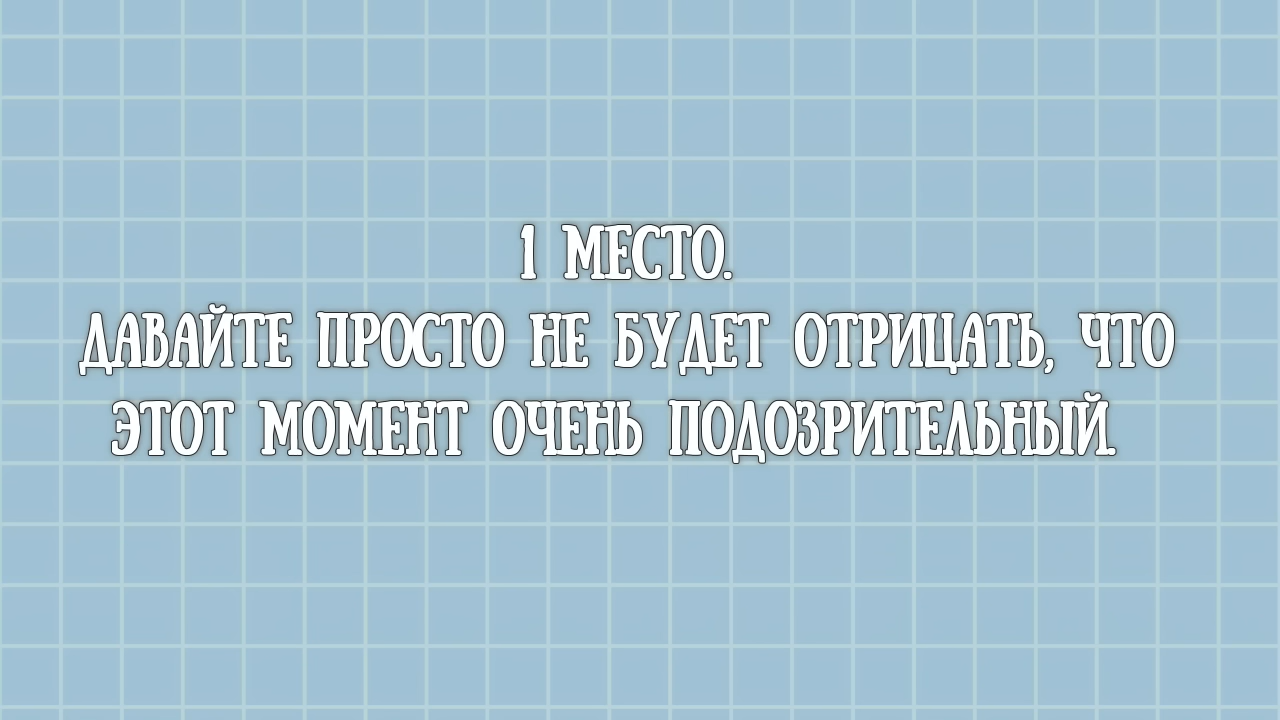 1 МЕСТО.
ДАВАЙТЕ ПРОСТО НЕ БУДЕТ ОТРИЦАТЬ, ЧТО
ЭТОТ МОМЕНТ ОЧЕНЬ ПОДОЗРИТЕЛЬНЫЙ.